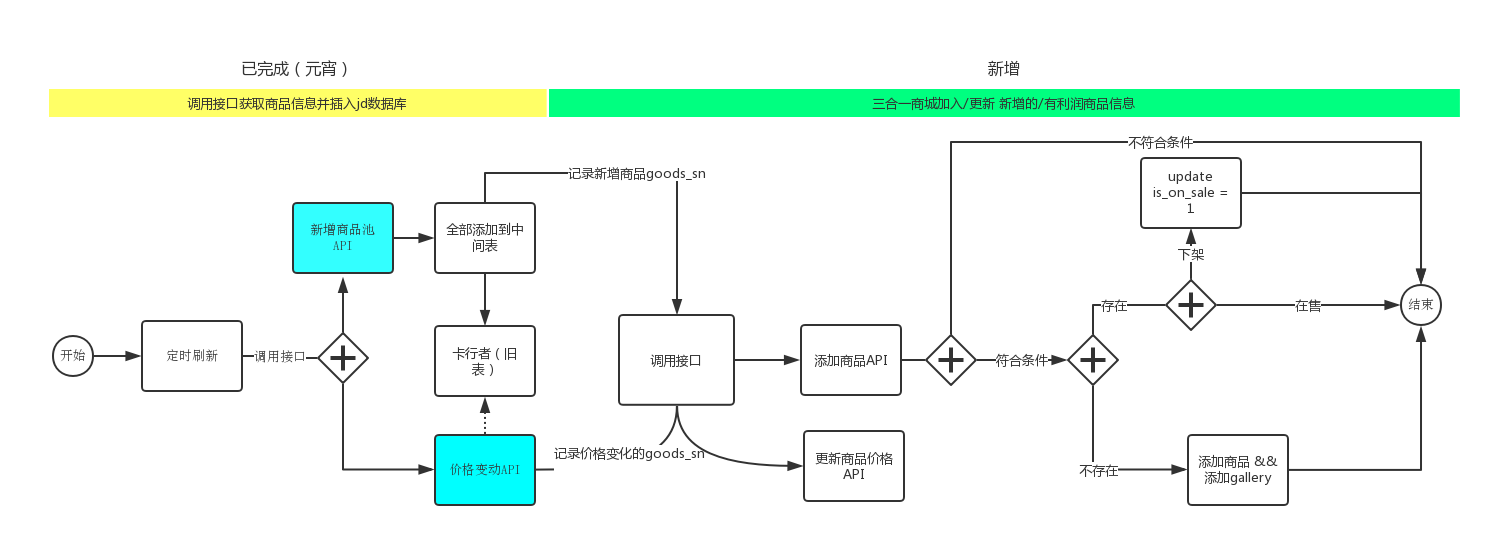 已完成（元宵）
新增
调用接口获取商品信息并插入jd数据库
三合一商城加入/更新 新增的/有利润商品信息
不符合条件
记录新增商品goods_sn
update
is_on_sale =
1
新增商品池
API
全部添加到中
间表
下架
开始
定时刷新
调用接口
卡行者（旧
表）
调用接口
添加商品API
符合条件
存在
在售
结束
价格变动API
记录价格变化的goods_sn
更新商品价格
API
不存在
添加商品 &&
添加gallery